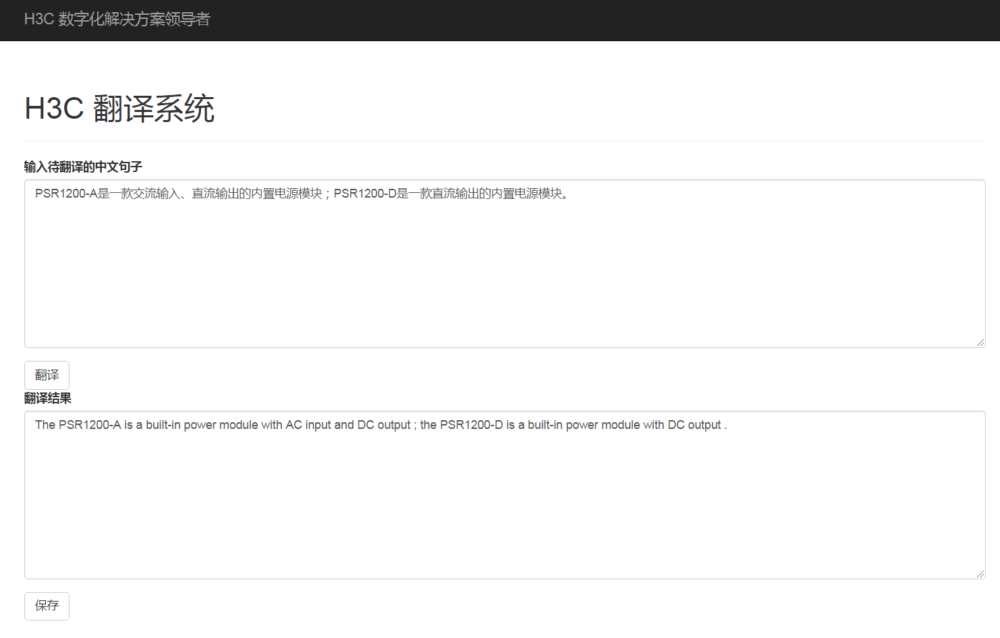 H3C 数字化解决方案领导者
H3C 翻译系统
输入待翻译的中文句子
PSR1200-A是一款交流输入、直流输出的内置电源模块；PSR1200-D是一款直流输出的内置电源模块。
翻译
翻译结果
The PSR1200-A is a built-in power module with AC input and DC output ; the PSR1200-D is a built-in power module with DC output .
保存